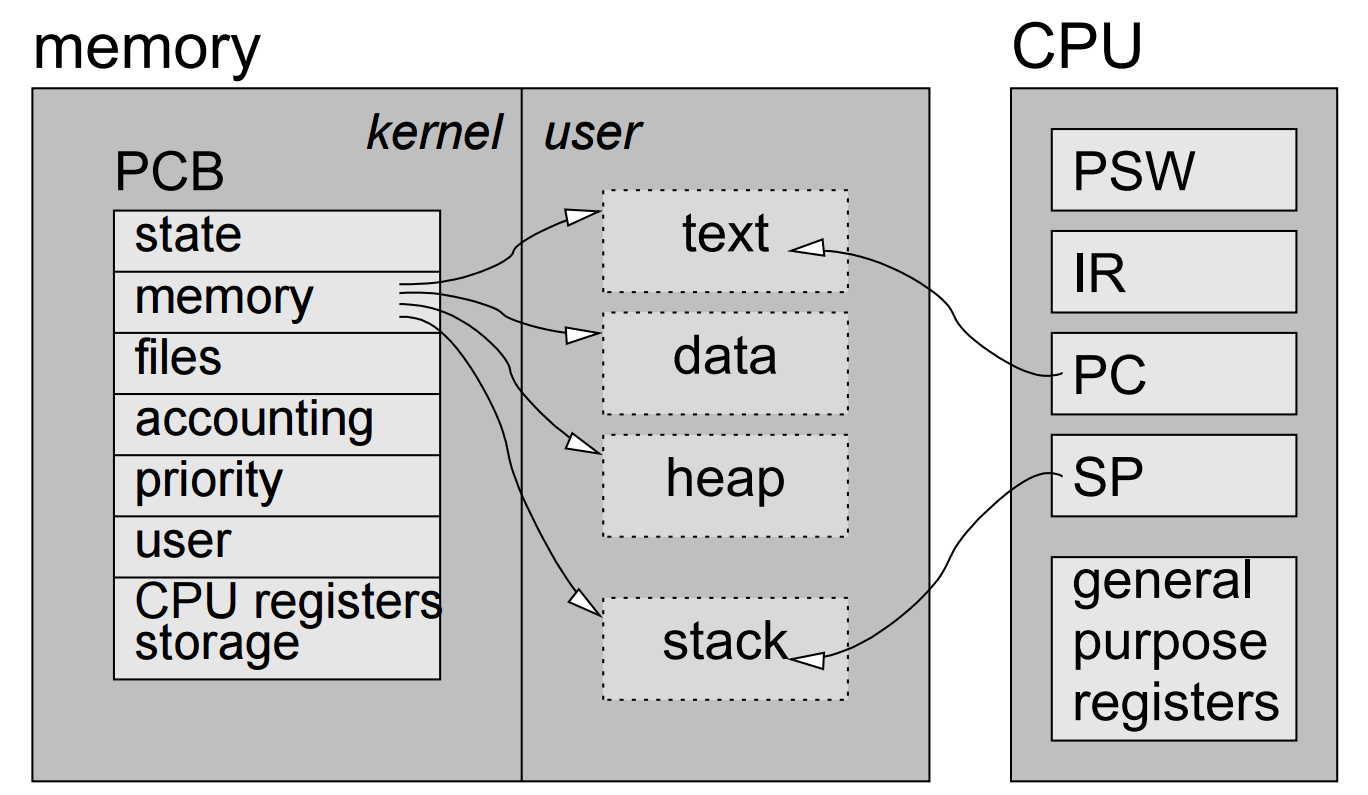 memory
kernel
PCB
state
memory
files
accounting
priority
user
CPU registers
storage
user
text
data
heap
stack
CPU
PSW
IR
PC
SP
general
purpose
registers